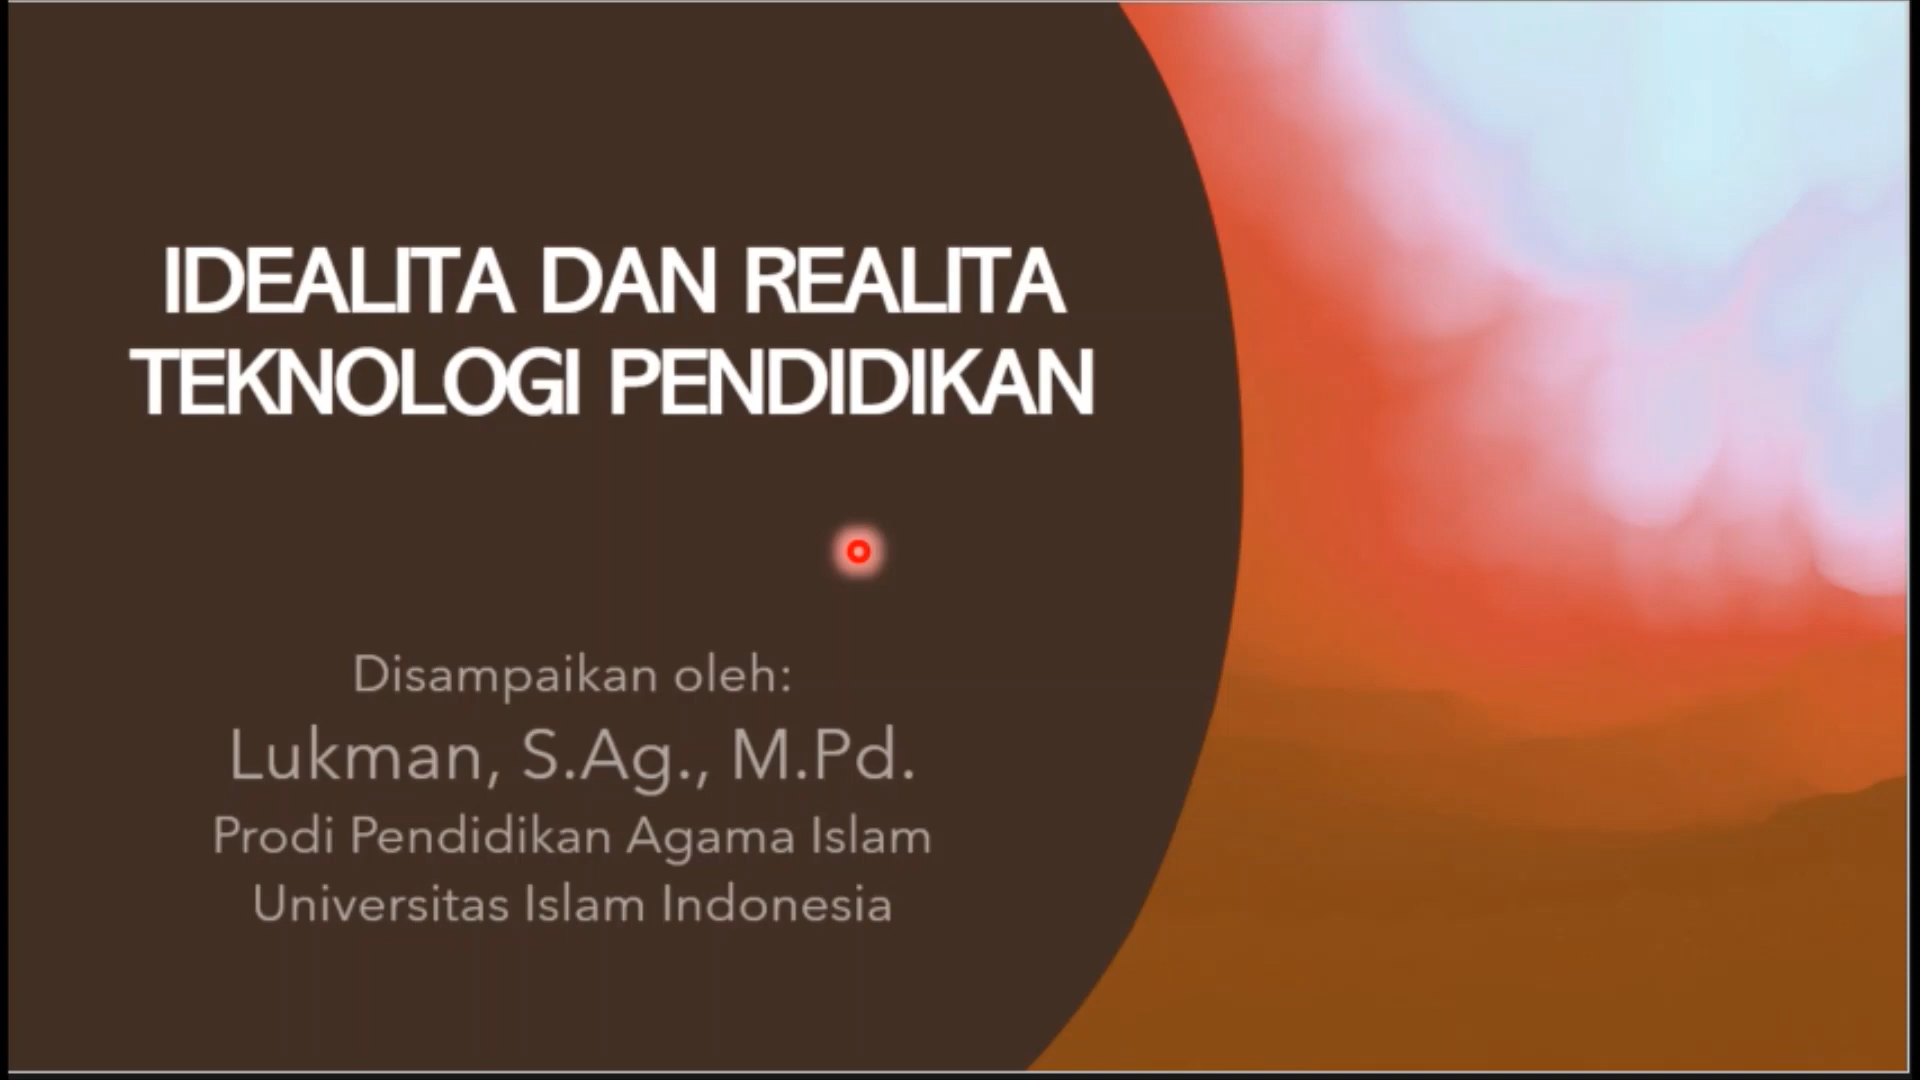 IDEALITA DAN REALITA
TEKNOLOGI PENDIDIKAN
Disampaikan oleh:
Lukman, S.Ag., M.Pd.
Prodi Pendidikan Agama Islam
Universitas Islam Indonesia